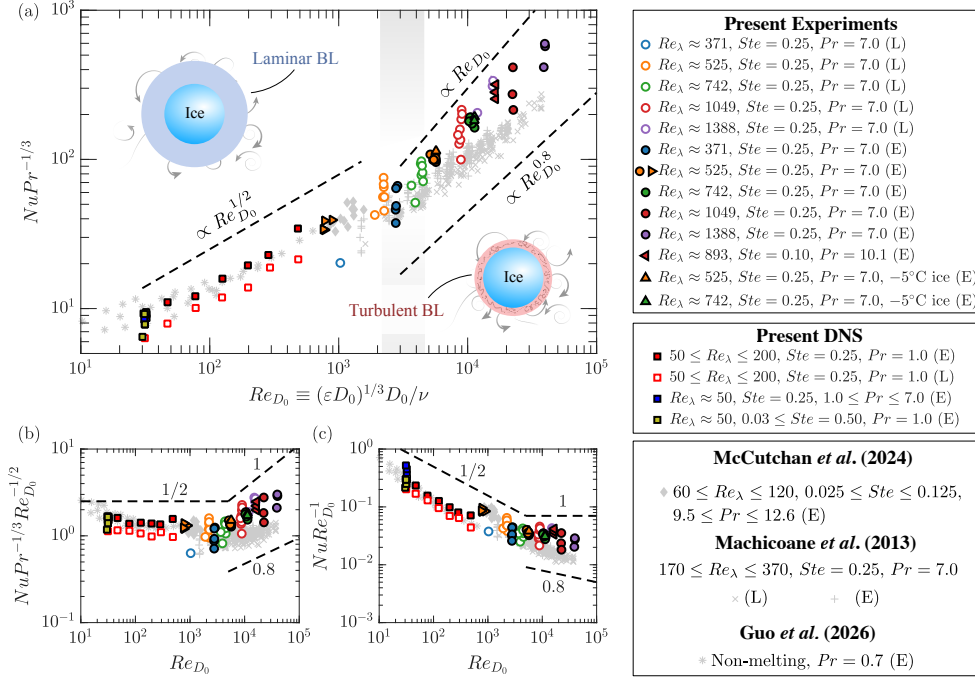 (a)
10³
10²
10¹
NuPr^{-1/3}
Laminar BL
Ice
∝ Re_{D_0}^{1/2}
∝ Re_{D_0}
∝ Re_{D_0}^{0.8}
Ice
Turbulent BL
10¹ 10² 10³ 10⁴ 10⁵
Re_{D_0} ≡ (εD_0)^{1/3}D_0/ν
(b)
10²
10¹
10⁰
10⁻¹
NuPr^{-1/3}Re_{D_0}^{-1/2}
1/2
1
0.8
10¹ 10² 10³ 10⁴ 10⁵
Re_{D_0}
(c)
10⁰
10⁻¹
10⁻²
10⁻³
NuRe_{D_0}^{-1}
1/2
1
0.8
10¹ 10² 10³ 10⁴ 10⁵
Re_{D_0}
Present Experiments
Re_λ ≈ 371, Ste = 0.25, Pr = 7.0 (L)
Re_λ ≈ 525, Ste = 0.25, Pr = 7.0 (L)
Re_λ ≈ 742, Ste = 0.25, Pr = 7.0 (L)
Re_λ ≈ 1049, Ste = 0.25, Pr = 7.0 (L)
Re_λ ≈ 1388, Ste = 0.25, Pr = 7.0 (L)
Re_λ ≈ 371, Ste = 0.25, Pr = 7.0 (E)
Re_λ ≈ 525, Ste = 0.25, Pr = 7.0 (E)
Re_λ ≈ 742, Ste = 0.25, Pr = 7.0 (E)
Re_λ ≈ 1049, Ste = 0.25, Pr = 7.0 (E)
Re_λ ≈ 1388, Ste = 0.25, Pr = 7.0 (E)
Re_λ ≈ 893, Ste = 0.10, Pr = 10.1 (E)
Re_λ ≈ 525, Ste = 0.25, Pr = 7.0, −5°C ice (E)
Re_λ ≈ 742, Ste = 0.25, Pr = 7.0, −5°C ice (E)
Present DNS
50 ≤ Re_λ ≤ 200, Ste = 0.25, Pr = 1.0 (E)
50 ≤ Re_λ ≤ 200, Ste = 0.25, Pr = 1.0 (L)
Re_λ ≈ 50, Ste = 0.25, 1.0 ≤ Pr ≤ 7.0 (E)
Re_λ ≈ 50, 0.03 ≤ Ste = 0.50, Pr = 1.0 (E)
McCutchan et al. (2024)
60 ≤ Re_λ ≤ 120, 0.025 ≤ Ste ≤ 0.125,
9.5 ≤ Pr ≤ 12.6 (E)
Machicoane et al. (2013)
170 ≤ Re_λ ≤ 370, Ste = 0.25, Pr = 7.0
× (L) + (E)
Guo et al. (2026)
Non-melting, Pr = 0.7 (E)